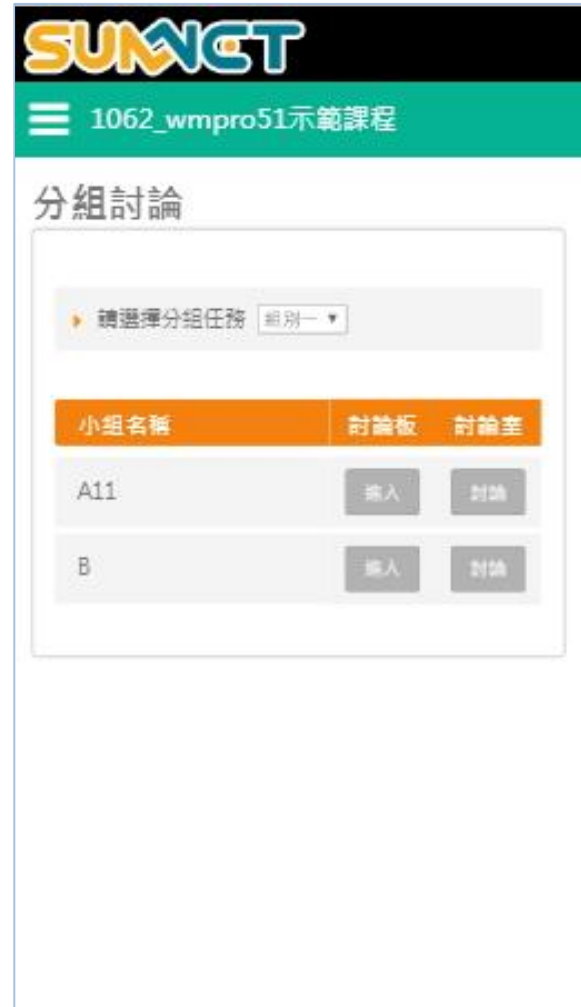 SUNNET
1062_wmpro51示範課程
分組討論
請選擇分組任務 組別一
小組名稱 討論板 討論室
A11 進入 討論
B 進入 討論